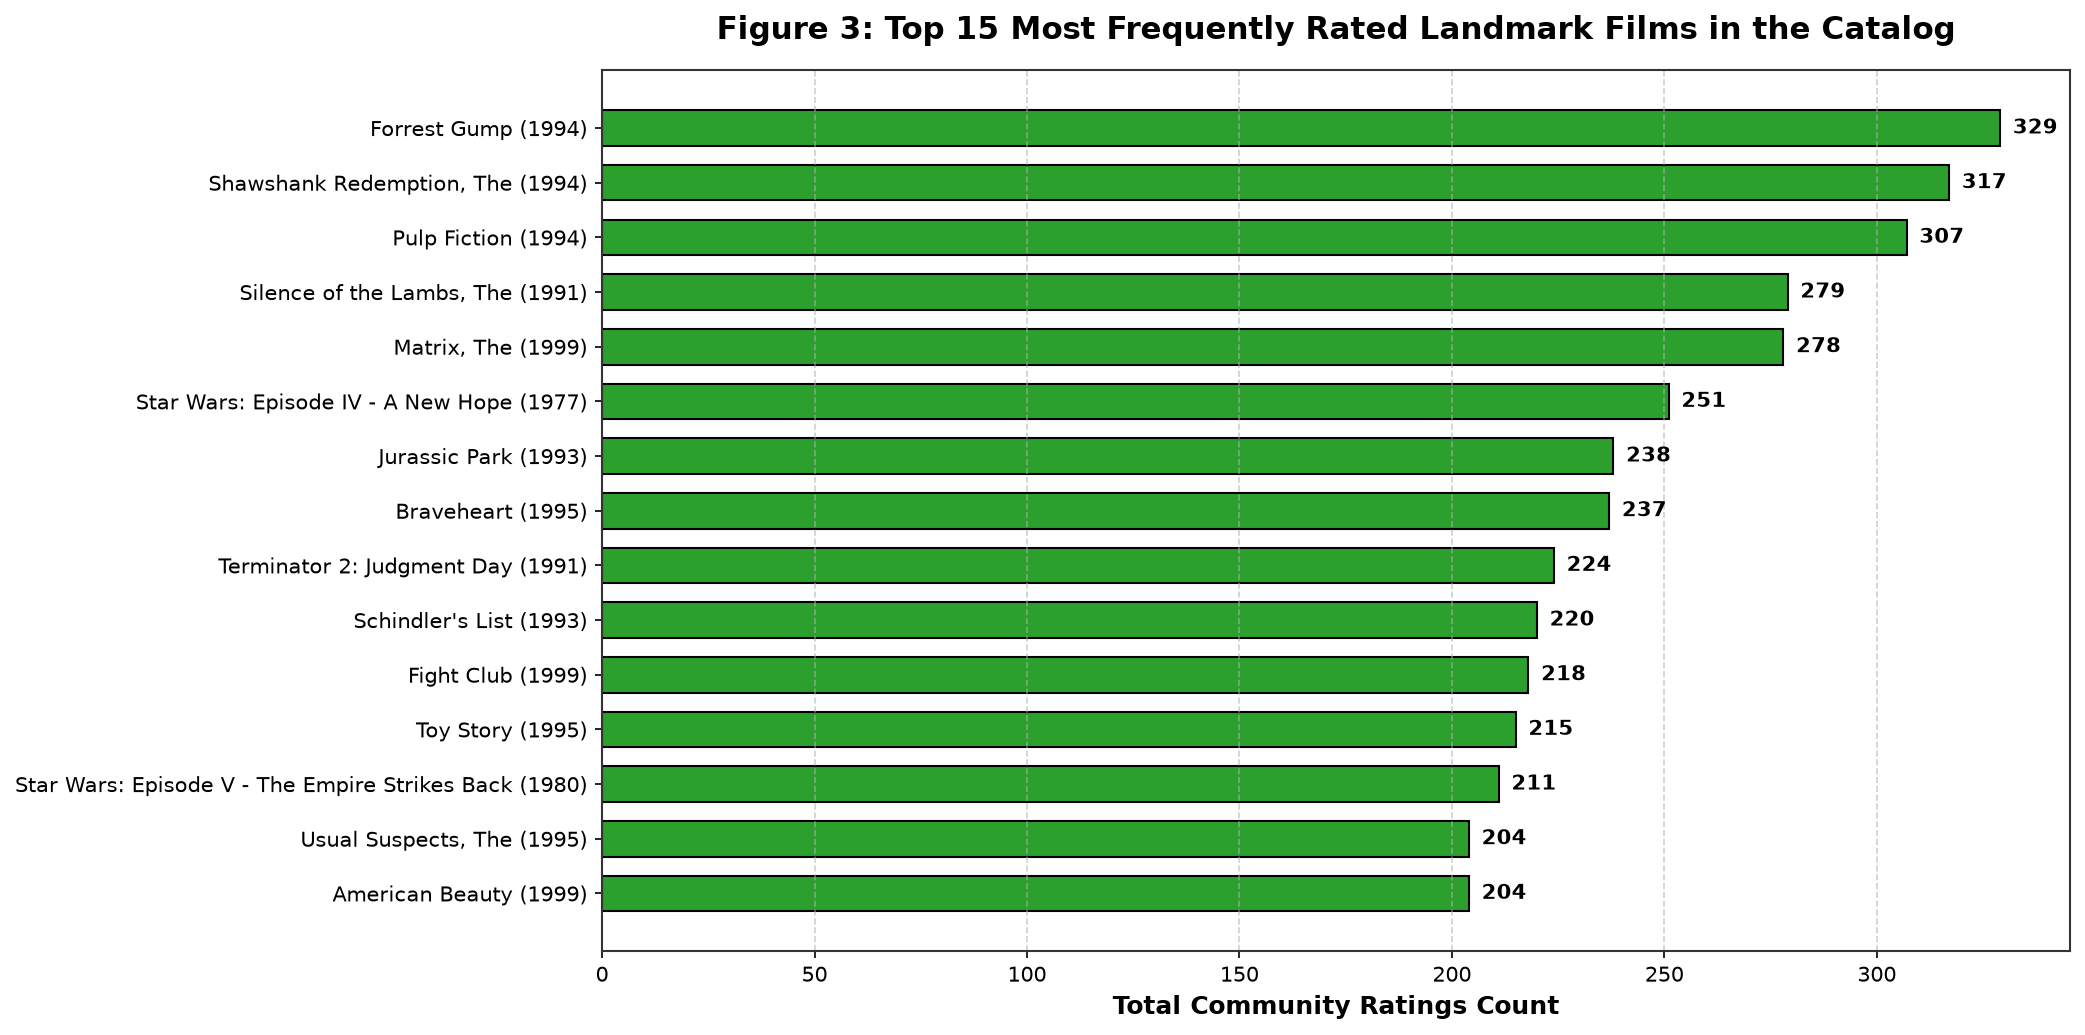 Figure 3: Top 15 Most Frequently Rated Landmark Films in the Catalog
Forrest Gump (1994) 329
Shawshank Redemption, The (1994) 317
Pulp Fiction (1994) 307
Silence of the Lambs, The (1991) 279
Matrix, The (1999) 278
Star Wars: Episode IV - A New Hope (1977) 251
Jurassic Park (1993) 238
Braveheart (1995) 237
Terminator 2: Judgment Day (1991) 224
Schindler's List (1993) 220
Fight Club (1999) 218
Toy Story (1995) 215
Star Wars: Episode V - The Empire Strikes Back (1980) 211
Usual Suspects, The (1995) 204
American Beauty (1999) 204
0 50 100 150 200 250 300
Total Community Ratings Count